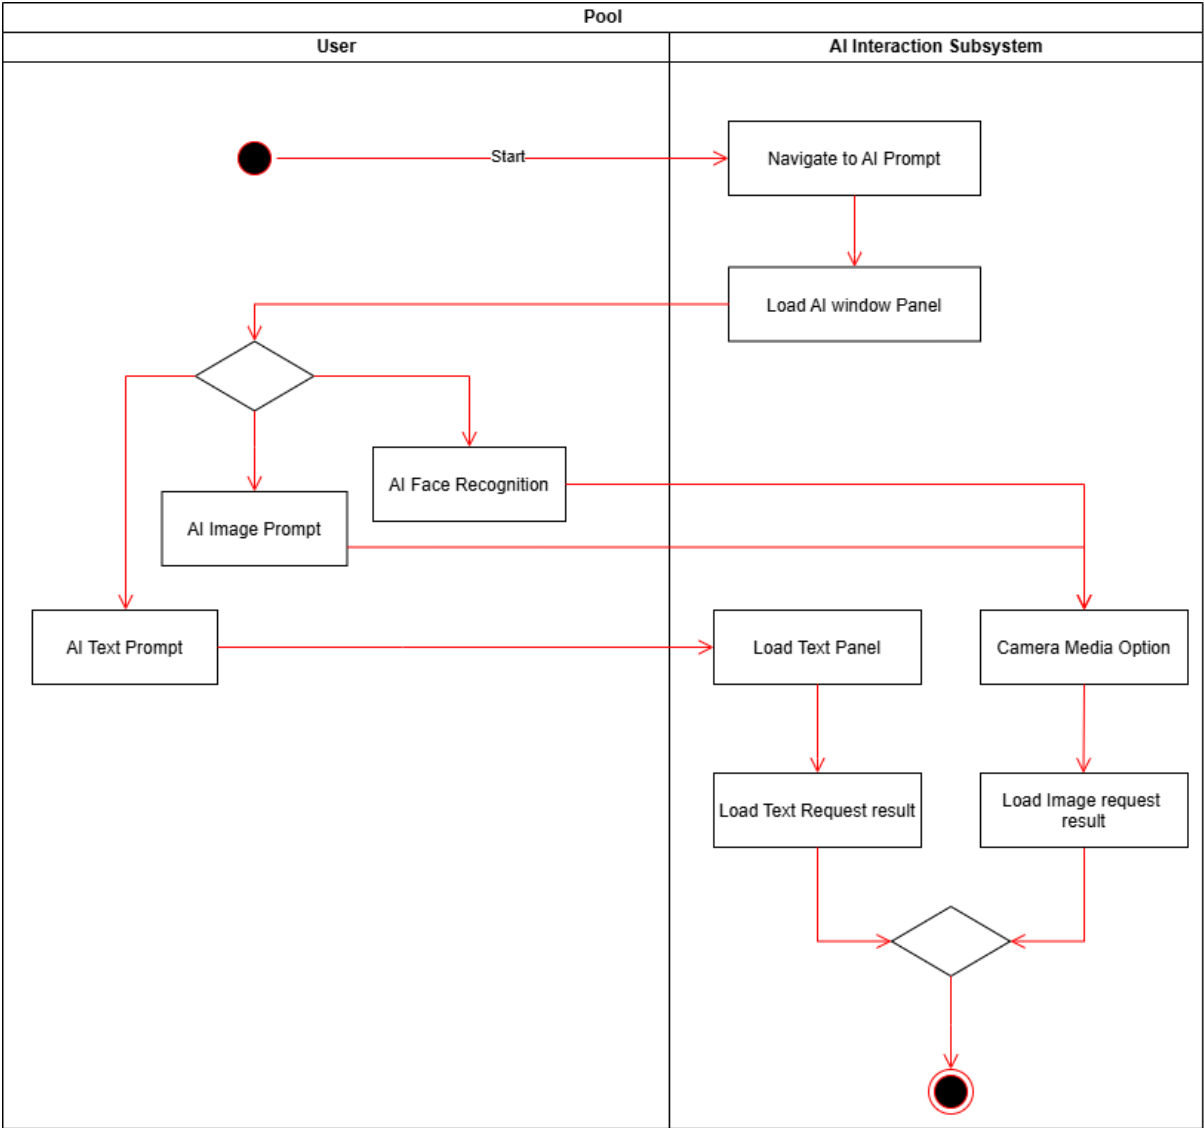 Pool
User
AI Interaction Subsystem
Start
Navigate to AI Prompt
Load AI window Panel
AI Face Recognition
AI Image Prompt
AI Text Prompt
Load Text Panel
Camera Media Option
Load Text Request result
Load Image request
result